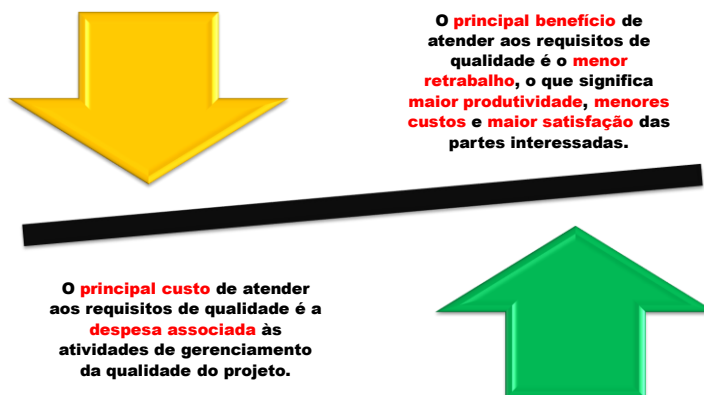 O principal benefício de
atender aos requisitos de
qualidade é o menor
retrabalho, o que significa
maior produtividade, menores
custos e maior satisfação das
partes interessadas.
O principal custo de atender
aos requisitos de qualidade é a
despesa associada às
atividades de gerenciamento
da qualidade do projeto.